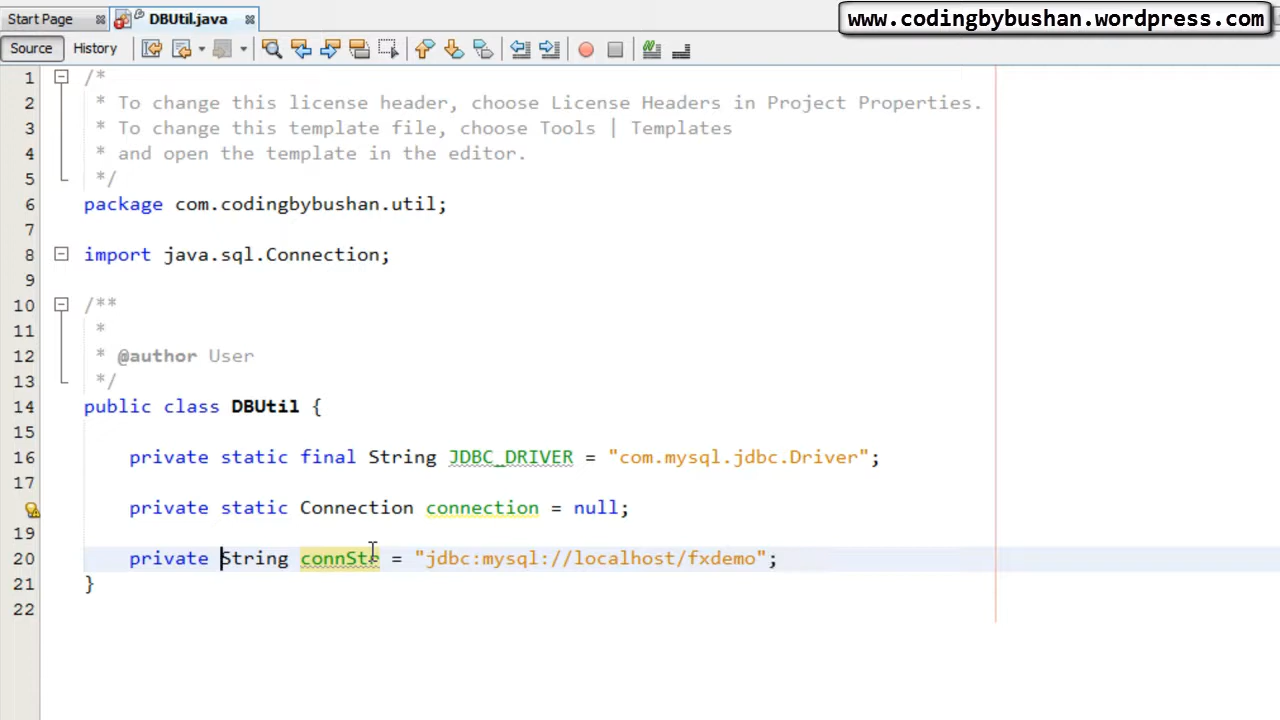 Start Page
DBUtil.java
www.codingbybushan.wordpress.com
Source
History
1 /*
2 * To change this license header, choose License Headers in Project Properties.
3 * To change this template file, choose Tools | Templates
4 * and open the template in the editor.
5 */
6 package com.codingbybushan.util;
7
8 import java.sql.Connection;
9
10 /**
11 *
12 * @author User
13 */
14 public class DBUtil {
15
16 private static final String JDBC_DRIVER = "com.mysql.jdbc.Driver";
17
private static Connection connection = null;
19
20 private String connStr = "jdbc:mysql://localhost/fxdemo";
21 }
22